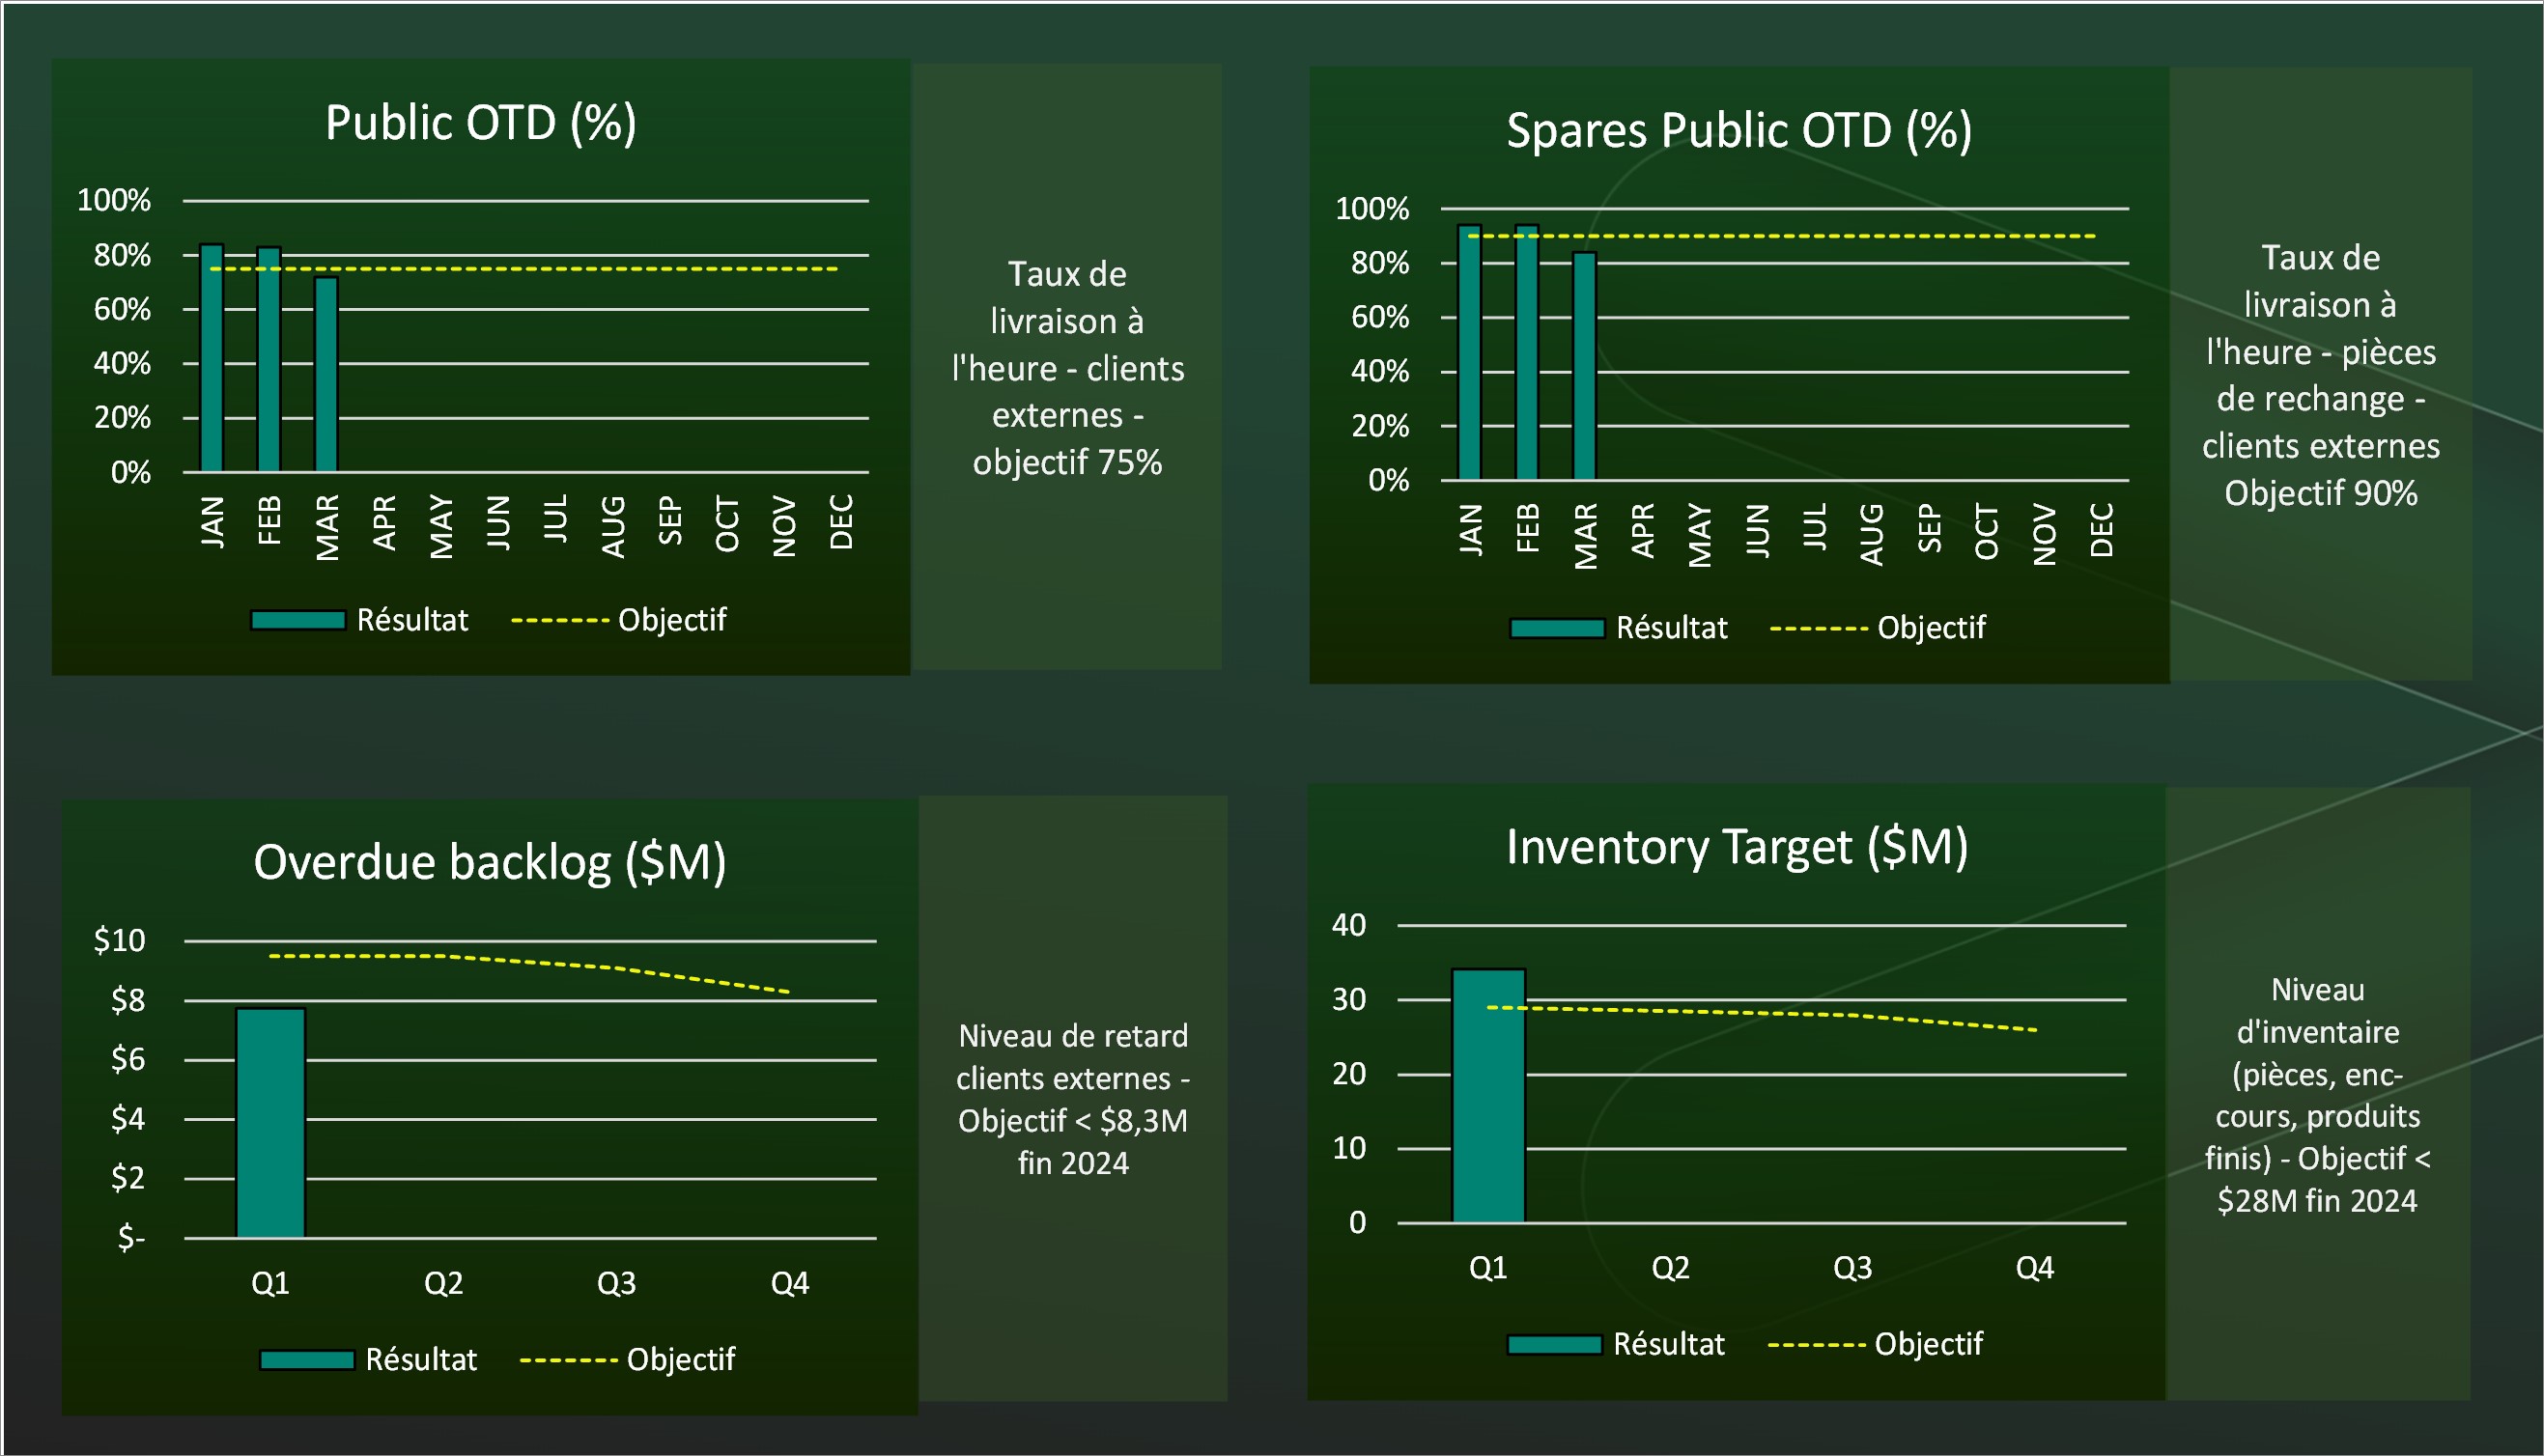 Public OTD (%)
100%
80%
60%
40%
20%
0%
JAN
FEB
MAR
APR
MAY
JUN
JUL
AUG
SEP
OCT
NOV
DEC
Résultat
Objectif
Taux de
livraison à
l'heure - clients
externes -
objectif 75%
Spares Public OTD (%)
100%
80%
60%
40%
20%
0%
JAN
FEB
MAR
APR
MAY
JUN
JUL
AUG
SEP
OCT
NOV
DEC
Résultat
Objectif
Taux de
livraison à
l'heure - pièces
de rechange -
clients externes
Objectif 90%
Overdue backlog ($M)
$10
$8
$6
$4
$2
$-
Q1
Q2
Q3
Q4
Résultat
Objectif
Niveau de retard
clients externes -
Objectif < $8,3M
fin 2024
Inventory Target ($M)
40
30
20
10
0
Q1
Q2
Q3
Q4
Résultat
Objectif
Niveau
d'inventaire
(pièces, enc-
cours, produits
finis) - Objectif <
$28M fin 2024